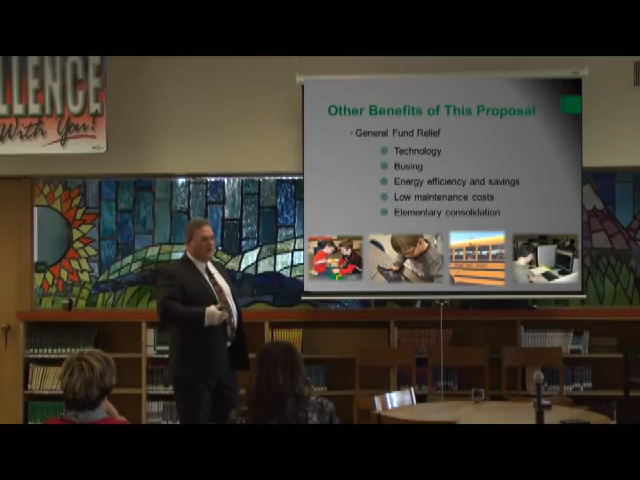 LLENCE
With You!
Other Benefits of This Proposal
General Fund Relief
Technology
Busing
Energy efficiency and savings
Low maintenance costs
Elementary consolidation